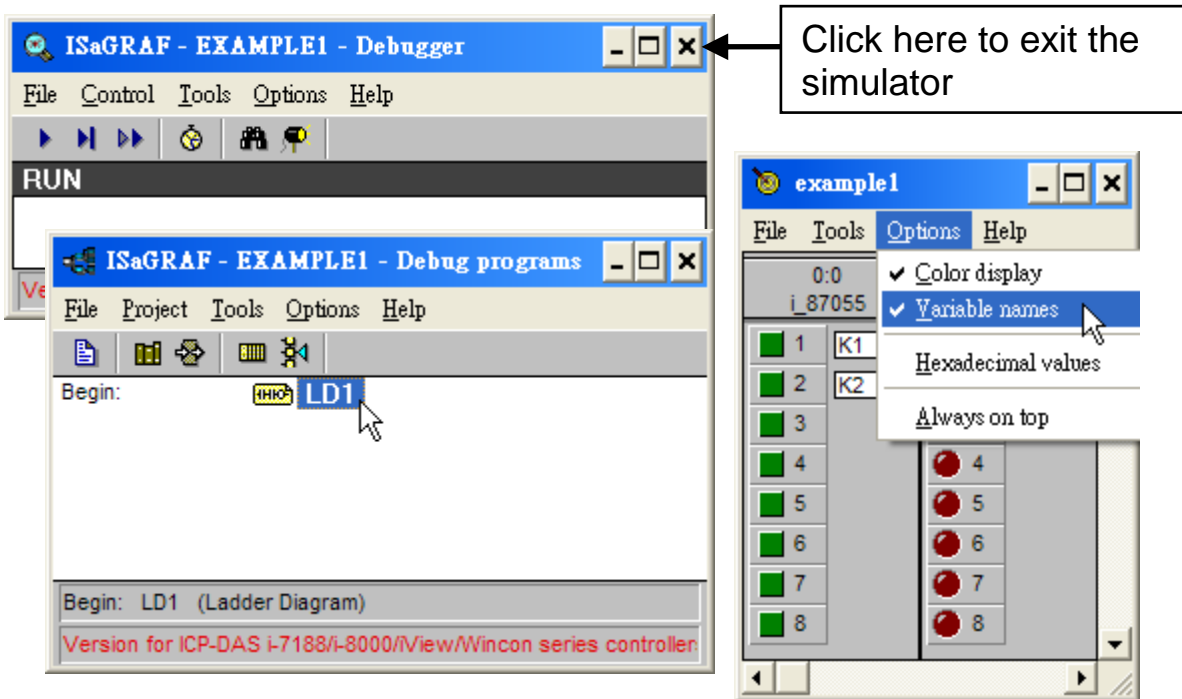 ISaGRAF - EXAMPLE1 - Debugger
Click here to exit the
simulator
File Control Tools Options Help
RUN
ISaGRAF - EXAMPLE1 - Debug programs
File Project Tools Options Help
Begin: LD1
Begin: LD1 (Ladder Diagram)
Version for ICP-DAS i-7188/i-8000/iView/Wincon series controller
example1
File Tools Options Help
0:0
i_87055
Color display
Variable names
Hexadecimal values
Always on top
1 K1
2 K2
3
4 4
5 5
6 6
7 7
8 8